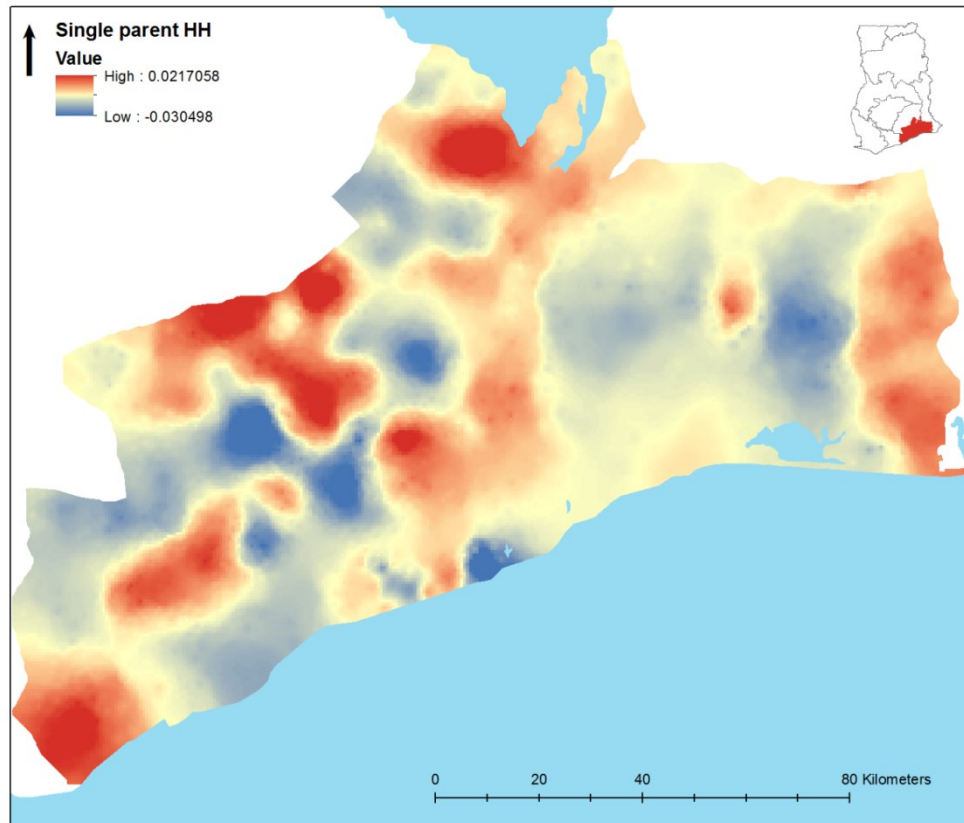 Single parent HH
Value
High : 0.0217058
Low : -0.030498
0 20 40 80 Kilometers